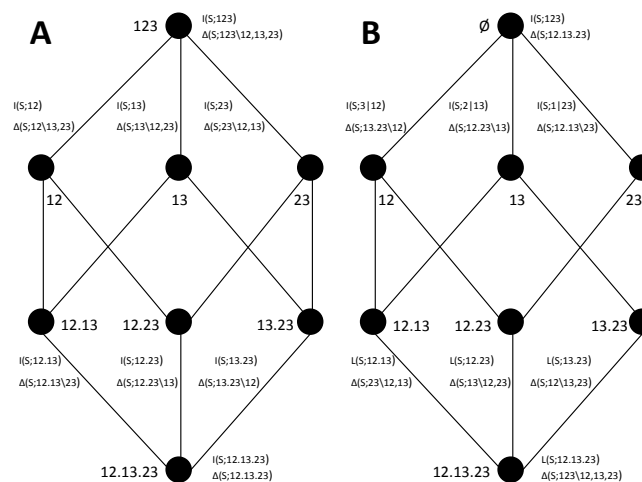 A
123
I(S;123)
Δ(S;123\12,13,23)
I(S;12)
Δ(S;12\13,23)
I(S;13)
Δ(S;13\12,23)
I(S;23)
Δ(S;23\12,13)
12
13
23
12.13
12.23
13.23
I(S;12.13)
Δ(S;12.13\23)
I(S;12.23)
Δ(S;12.23\13)
I(S;13.23)
Δ(S;13.23\12)
12.13.23
I(S;12.13.23)
Δ(S;12.13.23)
B
Ø
I(S;123)
Δ(S;12.13.23)
I(S;3|12)
Δ(S;13.23\12)
I(S;2|13)
Δ(S;12.23\13)
I(S;1|23)
Δ(S;12.13\23)
12
13
23
12.13
12.23
13.23
L(S;12.13)
Δ(S;23\12,13)
L(S;12.23)
Δ(S;13\12,23)
L(S;13.23)
Δ(S;12\13,23)
12.13.23
L(S;12.13.23)
Δ(S;123\12,13,23)